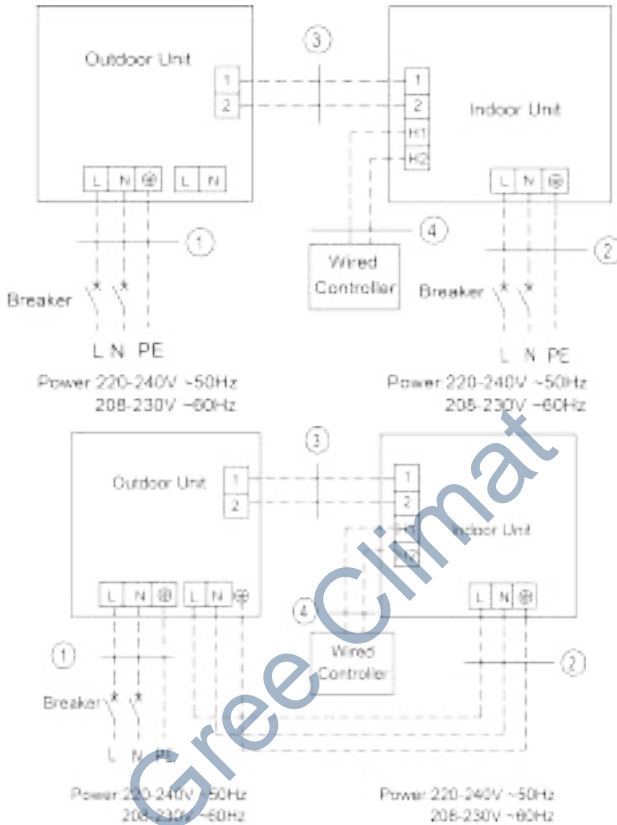 Outdoor Unit
1
2
3
1
2
H1
H2
Indoor Unit
L N ⏚ L N
L N ⏚
1
4
2
Wired
Controller
Breaker
Breaker
L N PE
L N PE
Power:220-240V ~50Hz
208-230V ~60Hz
Power:220-240V ~50Hz
208-230V ~60Hz
Outdoor Unit
1
2
3
1
2
H1
H2
Indoor Unit
L N ⏚ L N ⏚
L N ⏚
1
4
2
Wired
Controller
Breaker
L N PE
Power:220-240V ~50Hz
208-230V ~60Hz
Power:220-240V ~50Hz
208-230V ~60Hz
Gree Climat